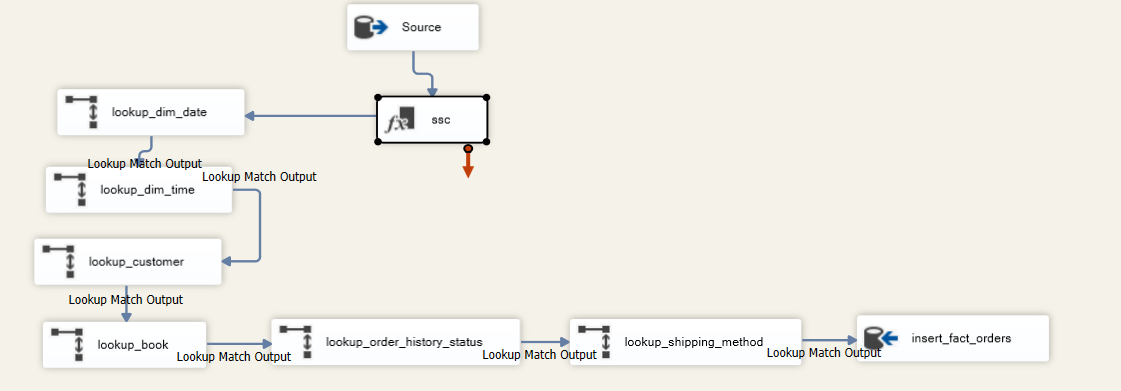 Source
ssc
lookup_dim_date
Lookup Match Output
Lookup Match Output
lookup_dim_time
lookup_customer
Lookup Match Output
lookup_book
Lookup Match Output
lookup_order_history_status
Lookup Match Output
lookup_shipping_method
Lookup Match Output
insert_fact_orders